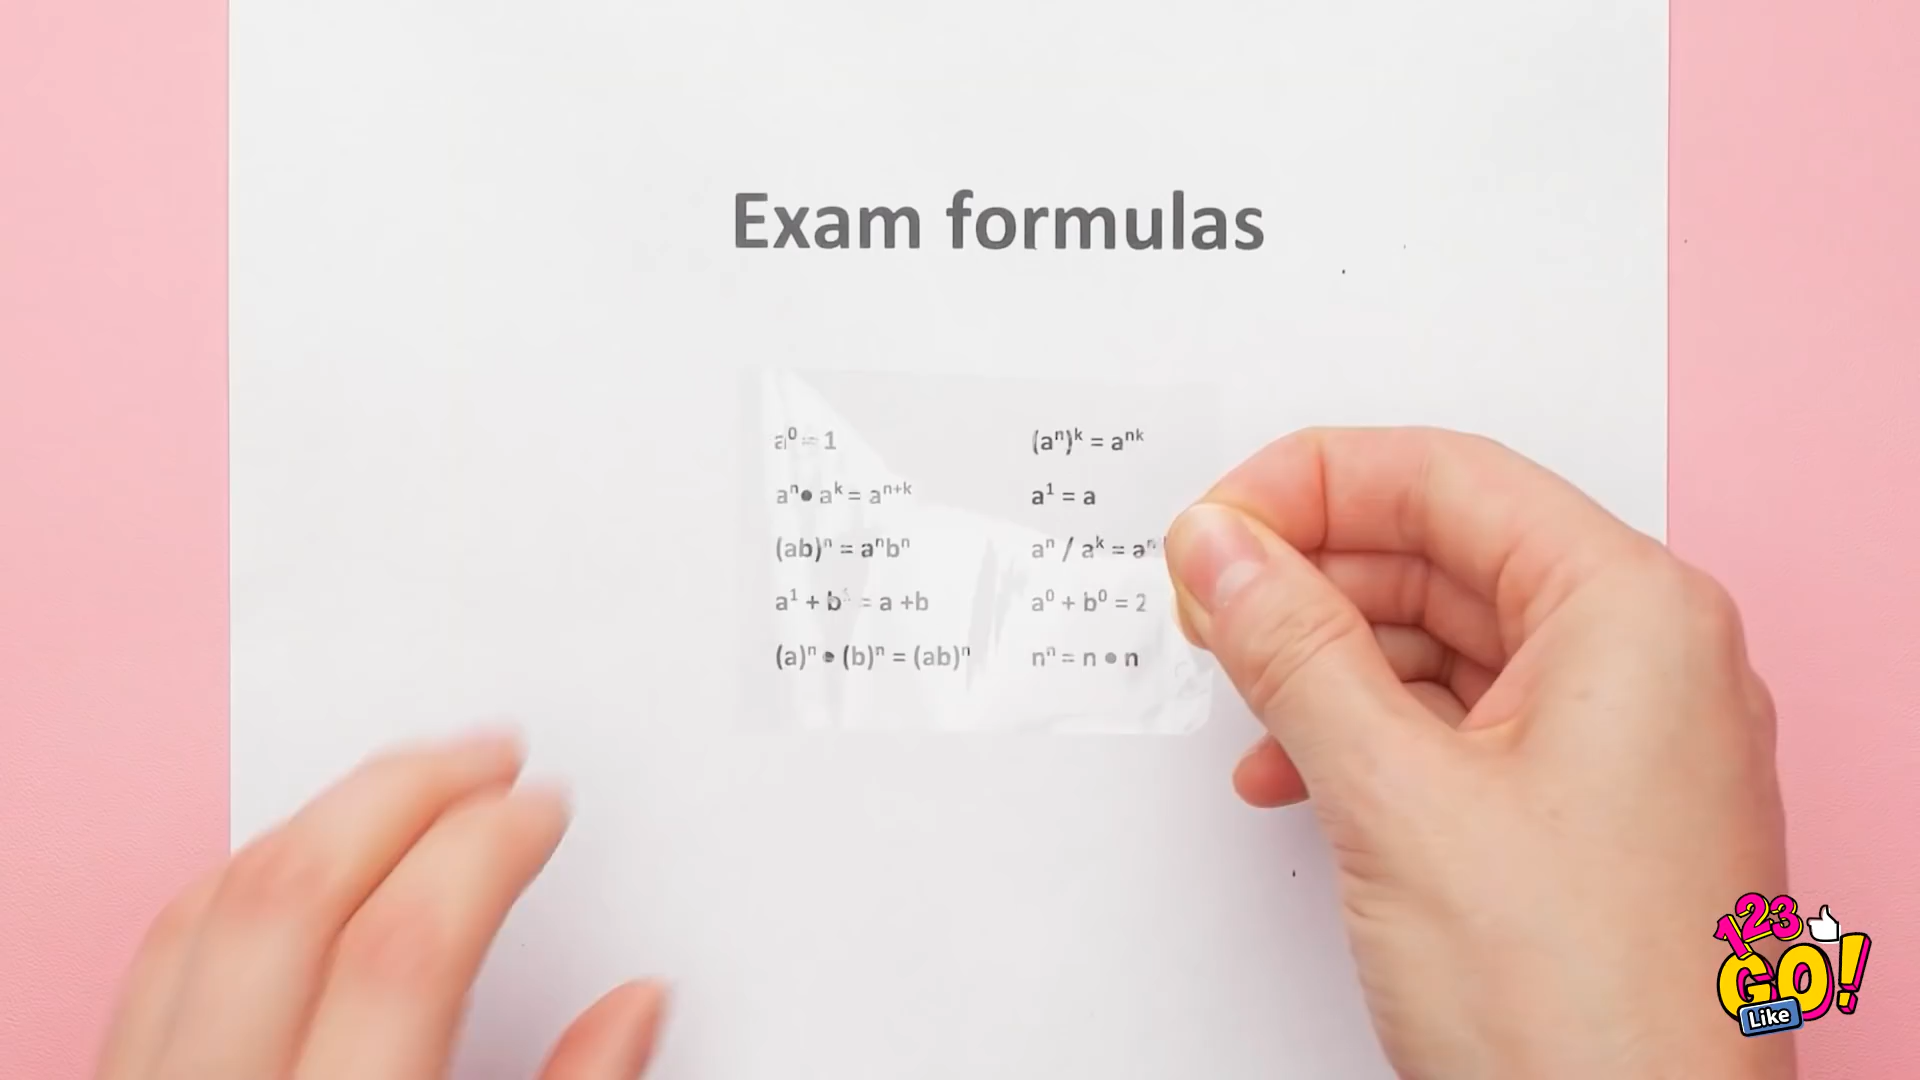 Exam formulas
a⁰ = 1
aⁿ● aᵏ = aⁿ⁺ᵏ
(ab)ⁿ = aⁿbⁿ
a¹ + b = a +b
(a)ⁿ ● (b)ⁿ = (ab)ⁿ
(aⁿ)ᵏ = aⁿᵏ
a¹ = a
aⁿ / aᵏ = aⁿ
a⁰ + b⁰ = 2
nⁿ = n ● n
123
GO!
Like